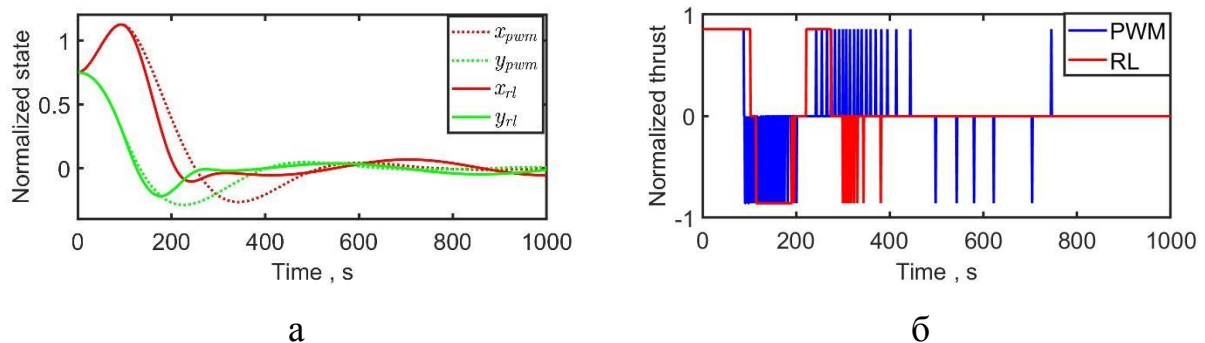 Normalized state
1
0.5
0
x_pwm
y_pwm
x_rl
y_rl
0 200 400 600 800 1000
Time , s
а
Normalized thrust
1
0
-1
PWM
RL
0 200 400 600 800 1000
Time , s
б